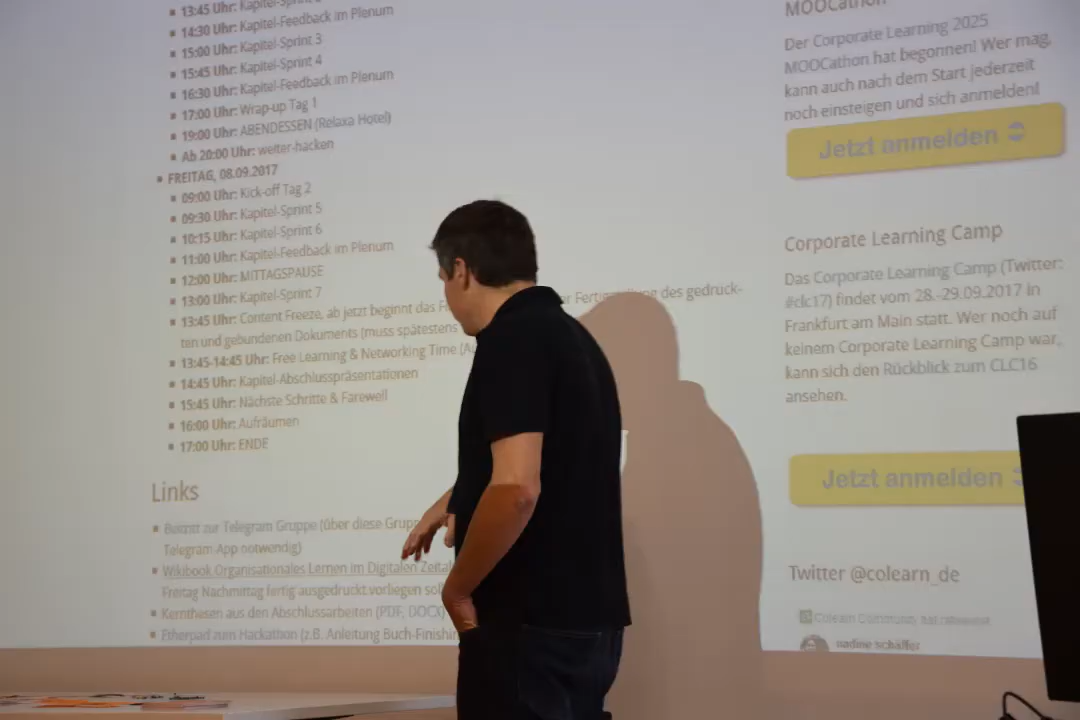 13:45 Uhr: Kapitel-Sprint
14:30 Uhr: Kapitel-Feedback im Plenum
15:00 Uhr: Kapitel-Sprint 3
15:45 Uhr: Kapitel-Sprint 4
16:30 Uhr: Kapitel-Feedback im Plenum
17:00 Uhr: Wrap-up Tag 1
19:00 Uhr: ABENDESSEN (Relaxa Hotel)
Ab 20:00 Uhr: weiter-hacken
FREITAG, 08.09.2017
09:00 Uhr: Kick-off Tag 2
09:30 Uhr: Kapitel-Sprint 5
10:15 Uhr: Kapitel-Sprint 6
11:00 Uhr: Kapitel-Feedback im Plenum
12:00 Uhr: MITTAGSPAUSE
13:00 Uhr: Kapitel-Sprint 7
13:45 Uhr: Content Freeze, ab jetzt beginnt das des gedruck-
ten und gebundenen Dokuments (muss spätestens
13:45-14:45 Uhr: Free Learning & Networking Time
14:45 Uhr: Kapitel-Abschlusspräsentationen
15:45 Uhr: Nächste Schritte & Farewell
16:00 Uhr: Aufräumen
17:00 Uhr: ENDE
Links
Beitritt zur Telegram Gruppe (über diese
Telegram App notwendig)
Wikibook Organisationales Lernen im Digitalen
Freitag Nachmittag fertig ausgedruckt vorliegen
Kernthesen aus den Abschlussarbeiten (PDF, DOCX)
Etherpad zum Hackathon (z.B. Anleitung
MOOCathon
Der Corporate Learning 2025
MOOCathon hat begonnen! Wer mag,
kann auch nach dem Start jederzeit
noch einsteigen und sich anmelden!
Jetzt anmelden
Corporate Learning Camp
Das Corporate Learning Camp (Twitter:
#clc17) findet vom 28.-29.09.2017 in
Frankfurt am Main statt. Wer noch auf
keinem Corporate Learning Camp war,
kann sich den Rückblick zum CLC16
ansehen.
Jetzt anmelden
Twitter @colearn_de
Colearn Community hat retweetet
nadine schäffer